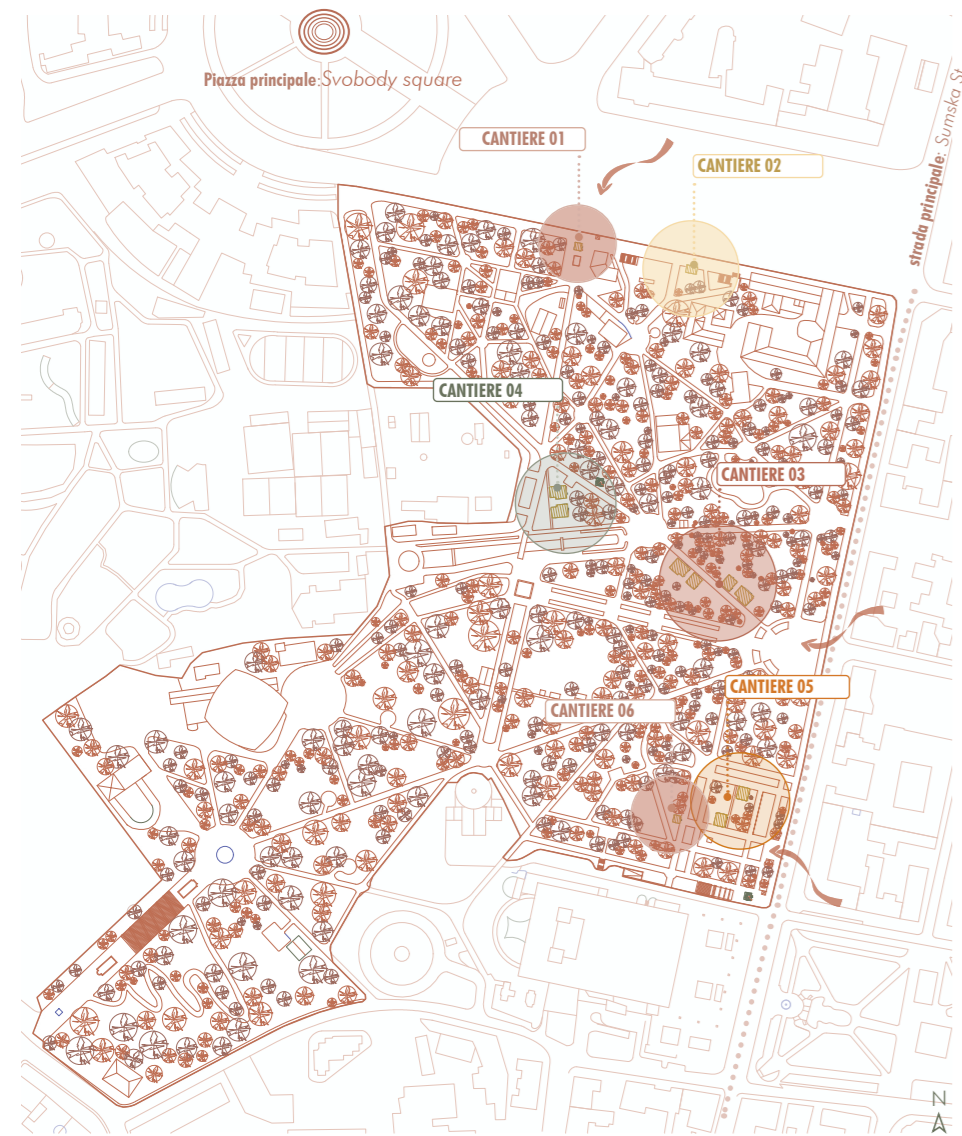 Piazza principale:Svobody square
strada principale: Sumska St
CANTIERE 01
CANTIERE 02
CANTIERE 04
CANTIERE 03
CANTIERE 05
CANTIERE 06
N